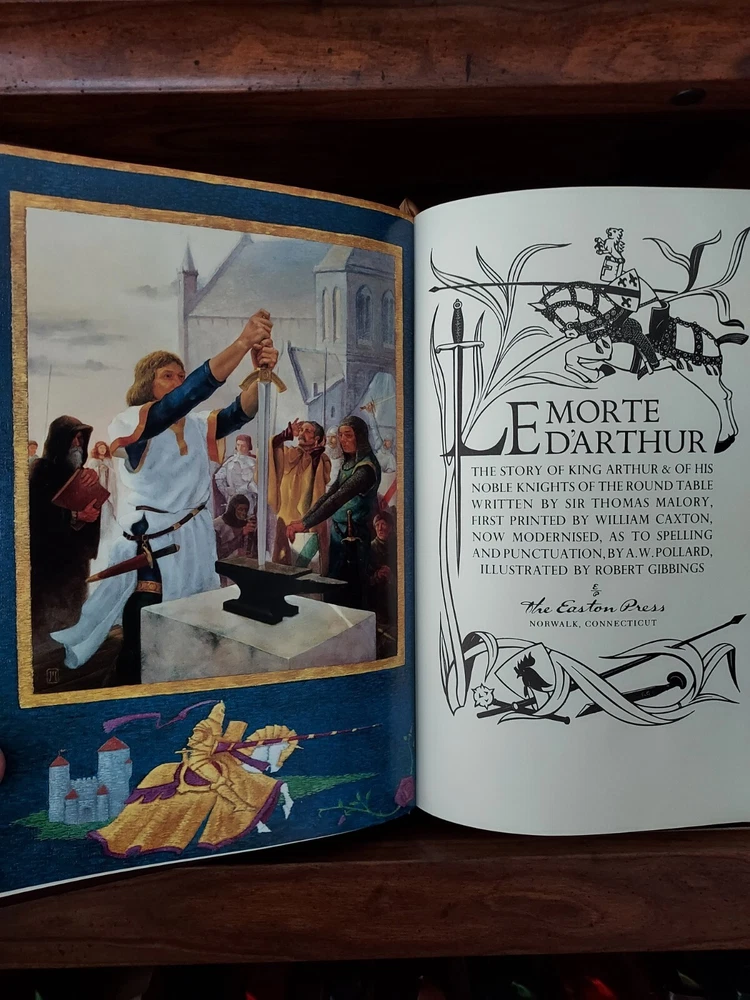 LE MORTE
D'ARTHUR
THE STORY OF KING ARTHUR & OF HIS
NOBLE KNIGHTS OF THE ROUND TABLE
WRITTEN BY SIR THOMAS MALORY,
FIRST PRINTED BY WILLIAM CAXTON,
NOW MODERNISED, AS TO SPELLING
AND PUNCTUATION, BY A. W. POLLARD,
ILLUSTRATED BY ROBERT GIBBINGS
&
The Easton Press
NORWALK, CONNECTICUT